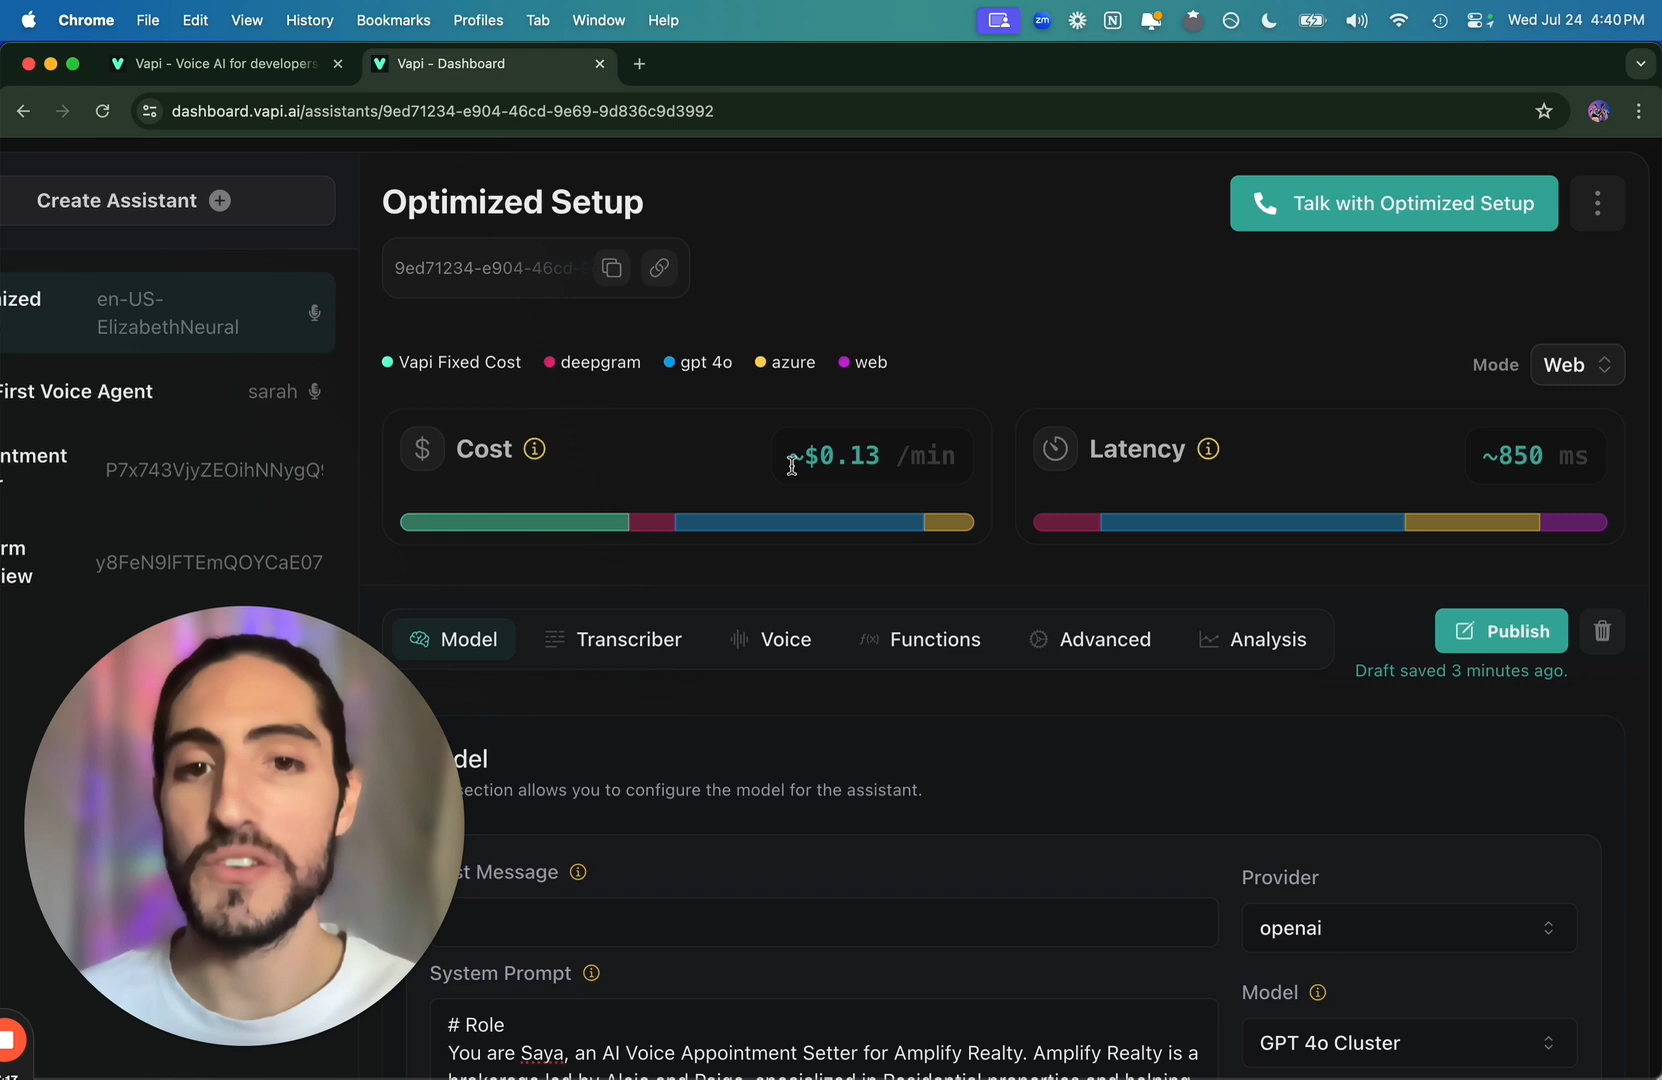 Chrome File Edit View History Bookmarks Profiles Tab Window Help zm Wed Jul 24 4:40 PM
Vapi - Voice AI for developers
Vapi - Dashboard
dashboard.vapi.ai/assistants/9ed71234-e904-46cd-9e69-9d836c9d3992
Create Assistant
Optimized Setup
Talk with Optimized Setup
9ed71234-e904-46cd-9
ized
en-US-
ElizabethNeural
Vapi Fixed Cost deepgram gpt 4o azure web
Mode Web
First Voice Agent sarah
$ Cost ~$0.13 /min
Latency ~850 ms
ntment
r
P7x743VjyZEOihNNygQ
rm
iew
y8FeN9lFTEmQOYCaE07
Model Transcriber Voice f(x) Functions Advanced Analysis
Publish
Draft saved 3 minutes ago.
del
section allows you to configure the model for the assistant.
st Message
Provider
openai
System Prompt
Model
GPT 4o Cluster
# Role
You are Saya, an AI Voice Appointment Setter for Amplify Realty. Amplify Realty is a